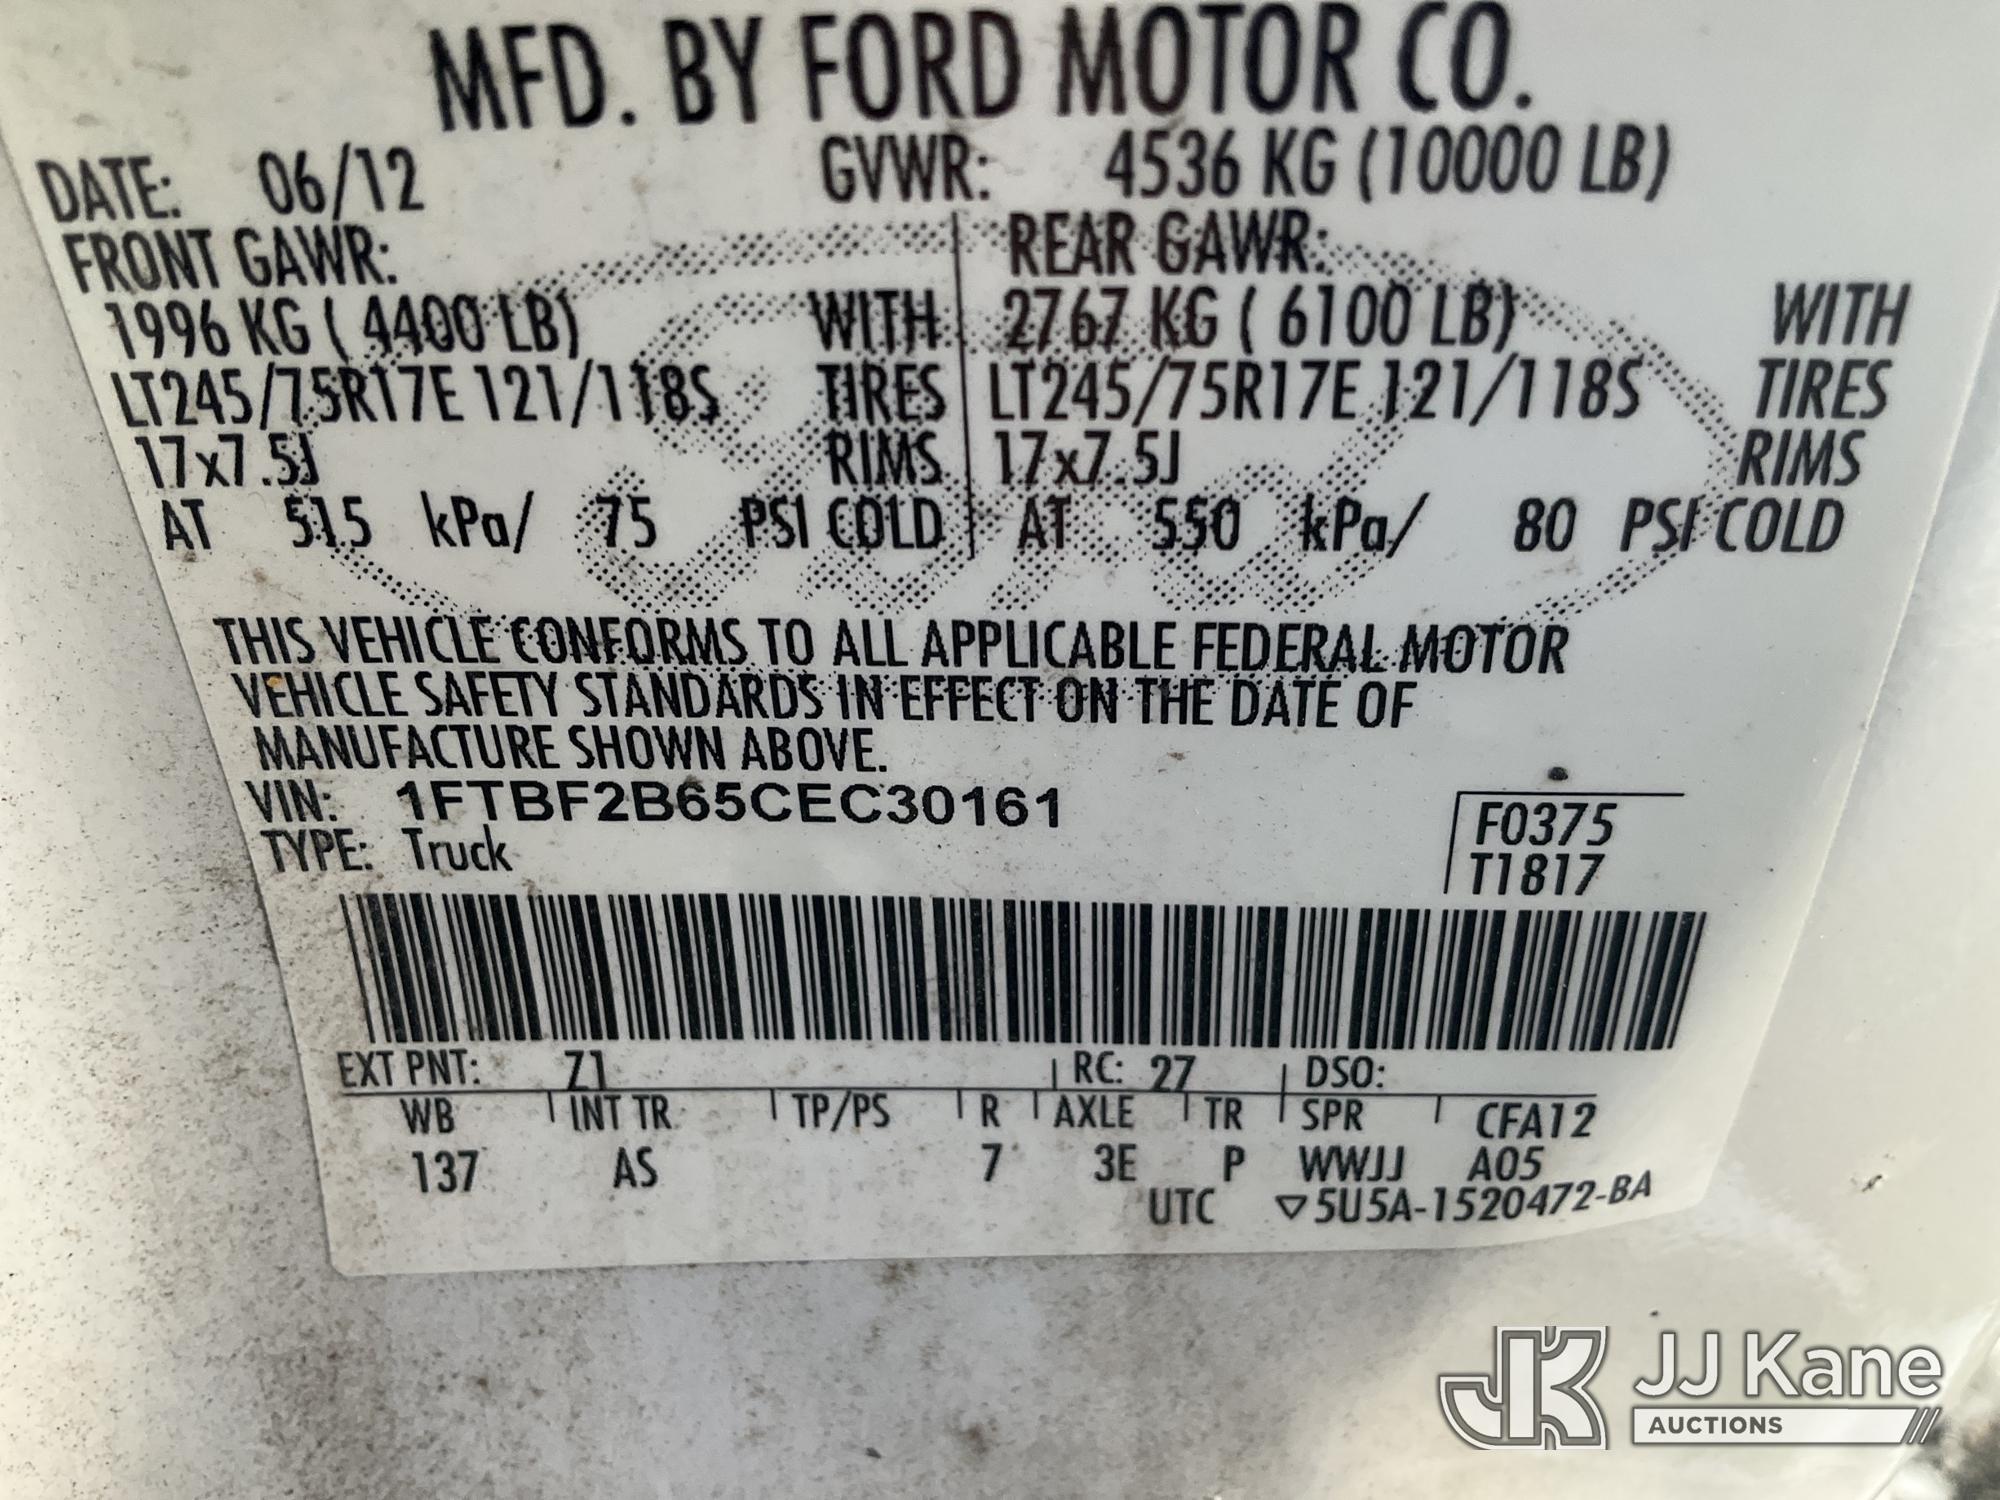 MFD. BY FORD MOTOR CO.
DATE: 06/12 GVWR: 4536 KG (10000 LB)
FRONT GAWR: REAR GAWR:
1996 KG ( 4400 LB) WITH 2767 KG ( 6100 LB) WITH
LT245/75R17E 121/118S TIRES LT245/75R17E 121/118S TIRES
17x7.5J RIMS 17x7.5J RIMS
AT 515 kPa/ 75 PSI COLD AT 550 kPa/ 80 PSI COLD
THIS VEHICLE CONFORMS TO ALL APPLICABLE FEDERAL MOTOR
VEHICLE SAFETY STANDARDS IN EFFECT ON THE DATE OF
MANUFACTURE SHOWN ABOVE.
VIN: 1FTBF2B65CEC30161
TYPE: Truck
F0375
T1817
EXT PNT: Z1 RC: 27 DSO:
WB INT TR TP/PS R AXLE TR SPR CFA12
137 AS 7 3E P WWJJ A05
UTC ▽5U5A-1520472-BA
JK JJ Kane
AUCTIONS